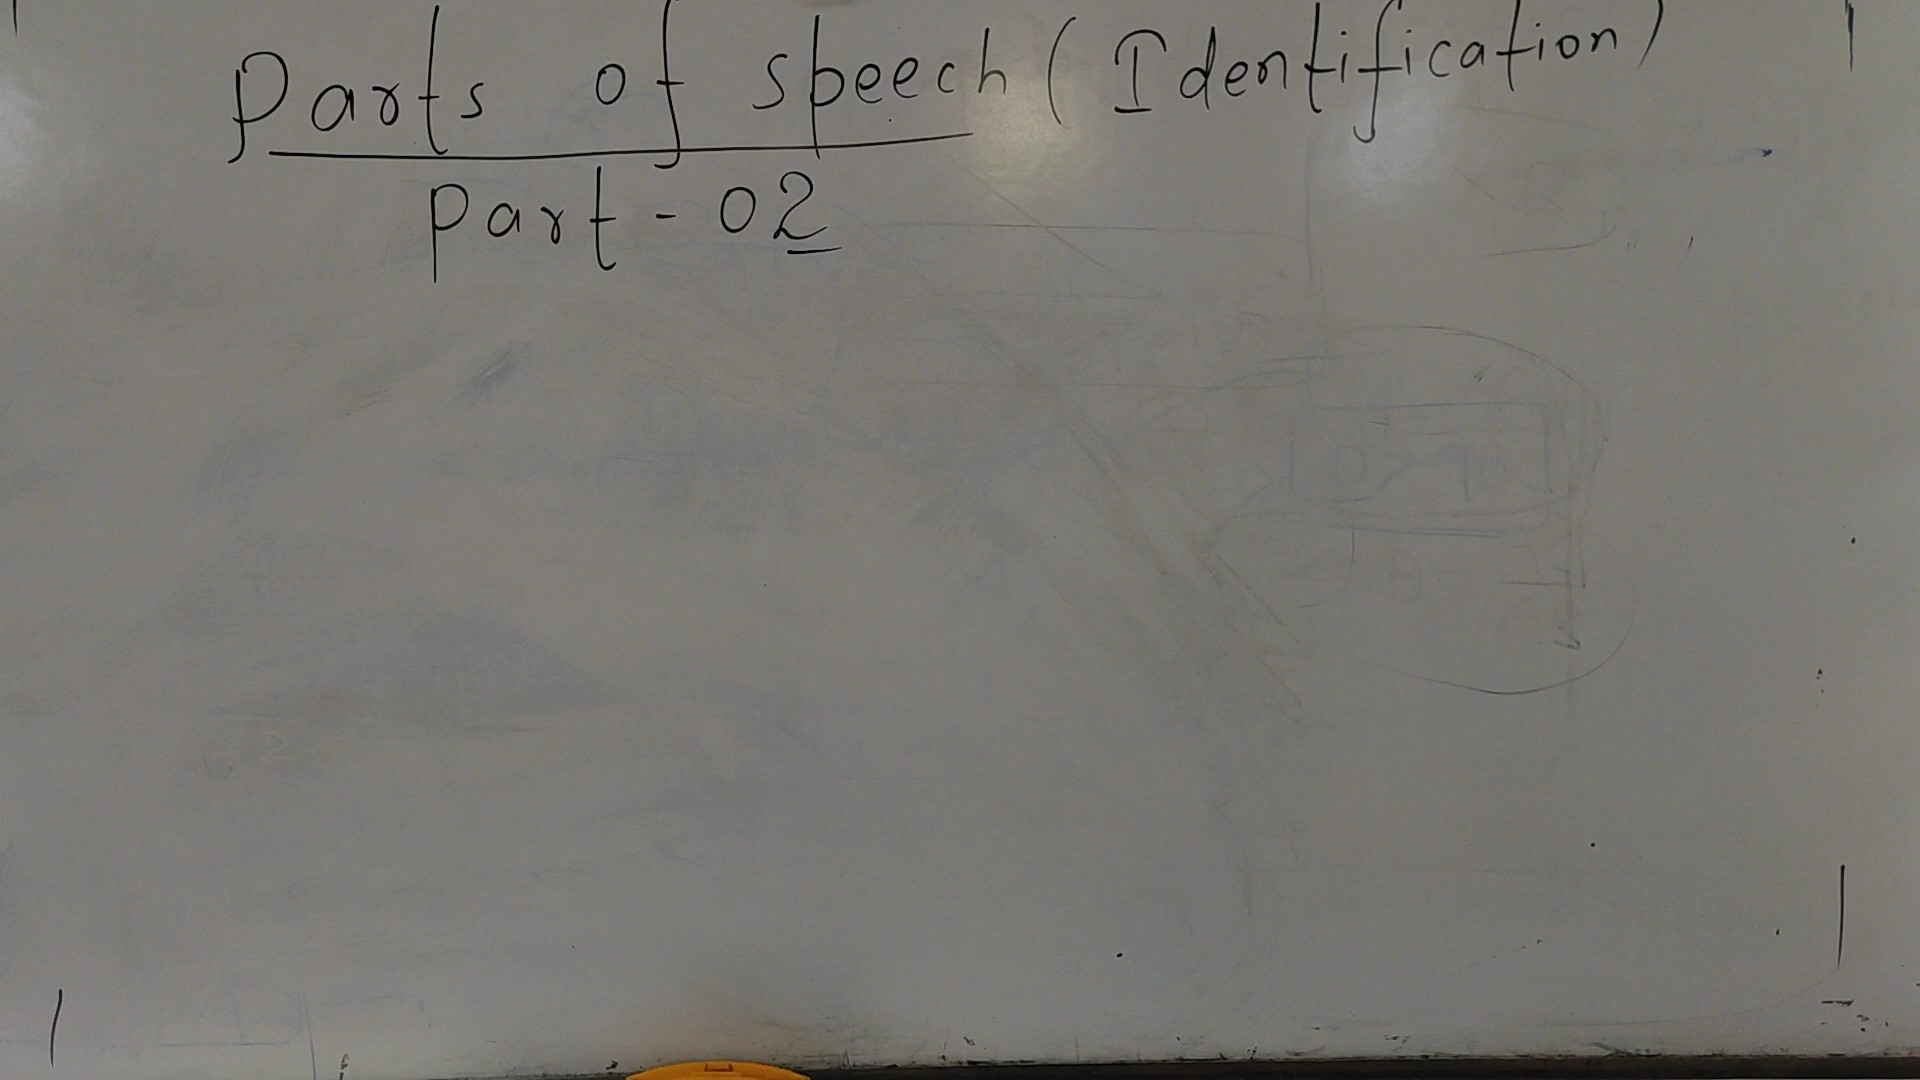 Parts of speech (Identification)
Part - 02